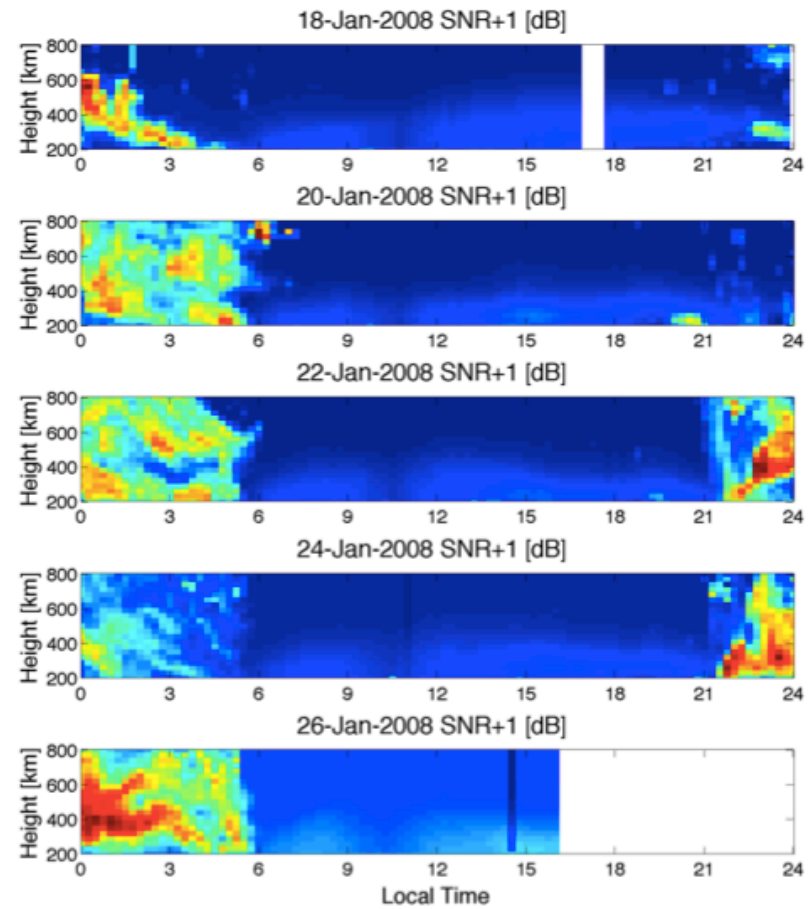 18-Jan-2008 SNR+1 [dB]
Height [km]
800
600
400
200
0 3 6 9 12 15 18 21 24
20-Jan-2008 SNR+1 [dB]
Height [km]
800
600
400
200
0 3 6 9 12 15 18 21 24
22-Jan-2008 SNR+1 [dB]
Height [km]
800
600
400
200
0 3 6 9 12 15 18 21 24
24-Jan-2008 SNR+1 [dB]
Height [km]
800
600
400
200
0 3 6 9 12 15 18 21 24
26-Jan-2008 SNR+1 [dB]
Height [km]
800
600
400
200
0 3 6 9 12 15 18 21 24
Local Time